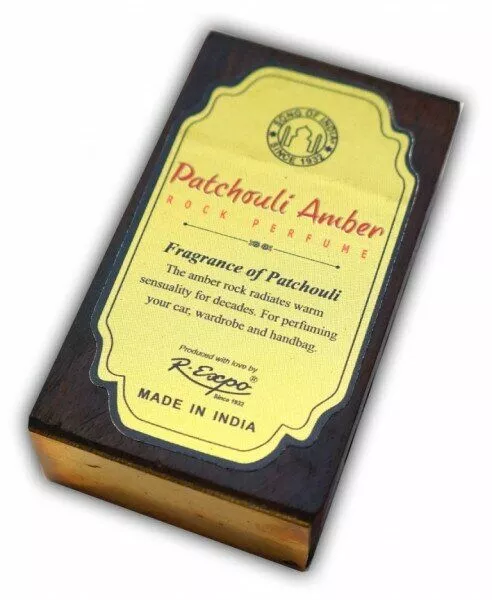 SONG OF INDIA
SINCE 1932
Patchouli Amber
ROCK PERFUME
Fragrance of Patchouli
The amber rock radiates warm
sensuality for decades. For perfuming
your car, wardrobe and handbag.
Produced with love by
R·Expo®
Since 1932
MADE IN INDIA